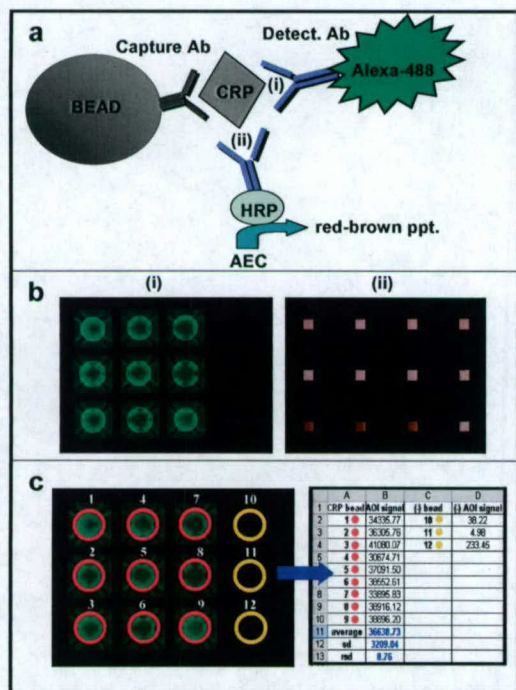 a
Capture Ab
Detect. Ab
BEAD
CRP
(i)
Alexa-488
(ii)
HRP
AEC
red-brown ppt.
b
(i)
(ii)
c
1 4 7 10
2 5 8 11
3 6 9 12
A B C D
1 CRP bead AOI signal (-) bead (-) AOI signal
2 1 34335.77 10 38.22
3 2 36305.76 11 4.98
4 3 41080.07 12 233.45
5 4 30674.71
6 5 37091.50
7 6 38552.61
8 7 33895.83
9 8 38916.12
10 9 38896.20
11 average 36638.73
12 sd 3209.04
13 rsd 8.76